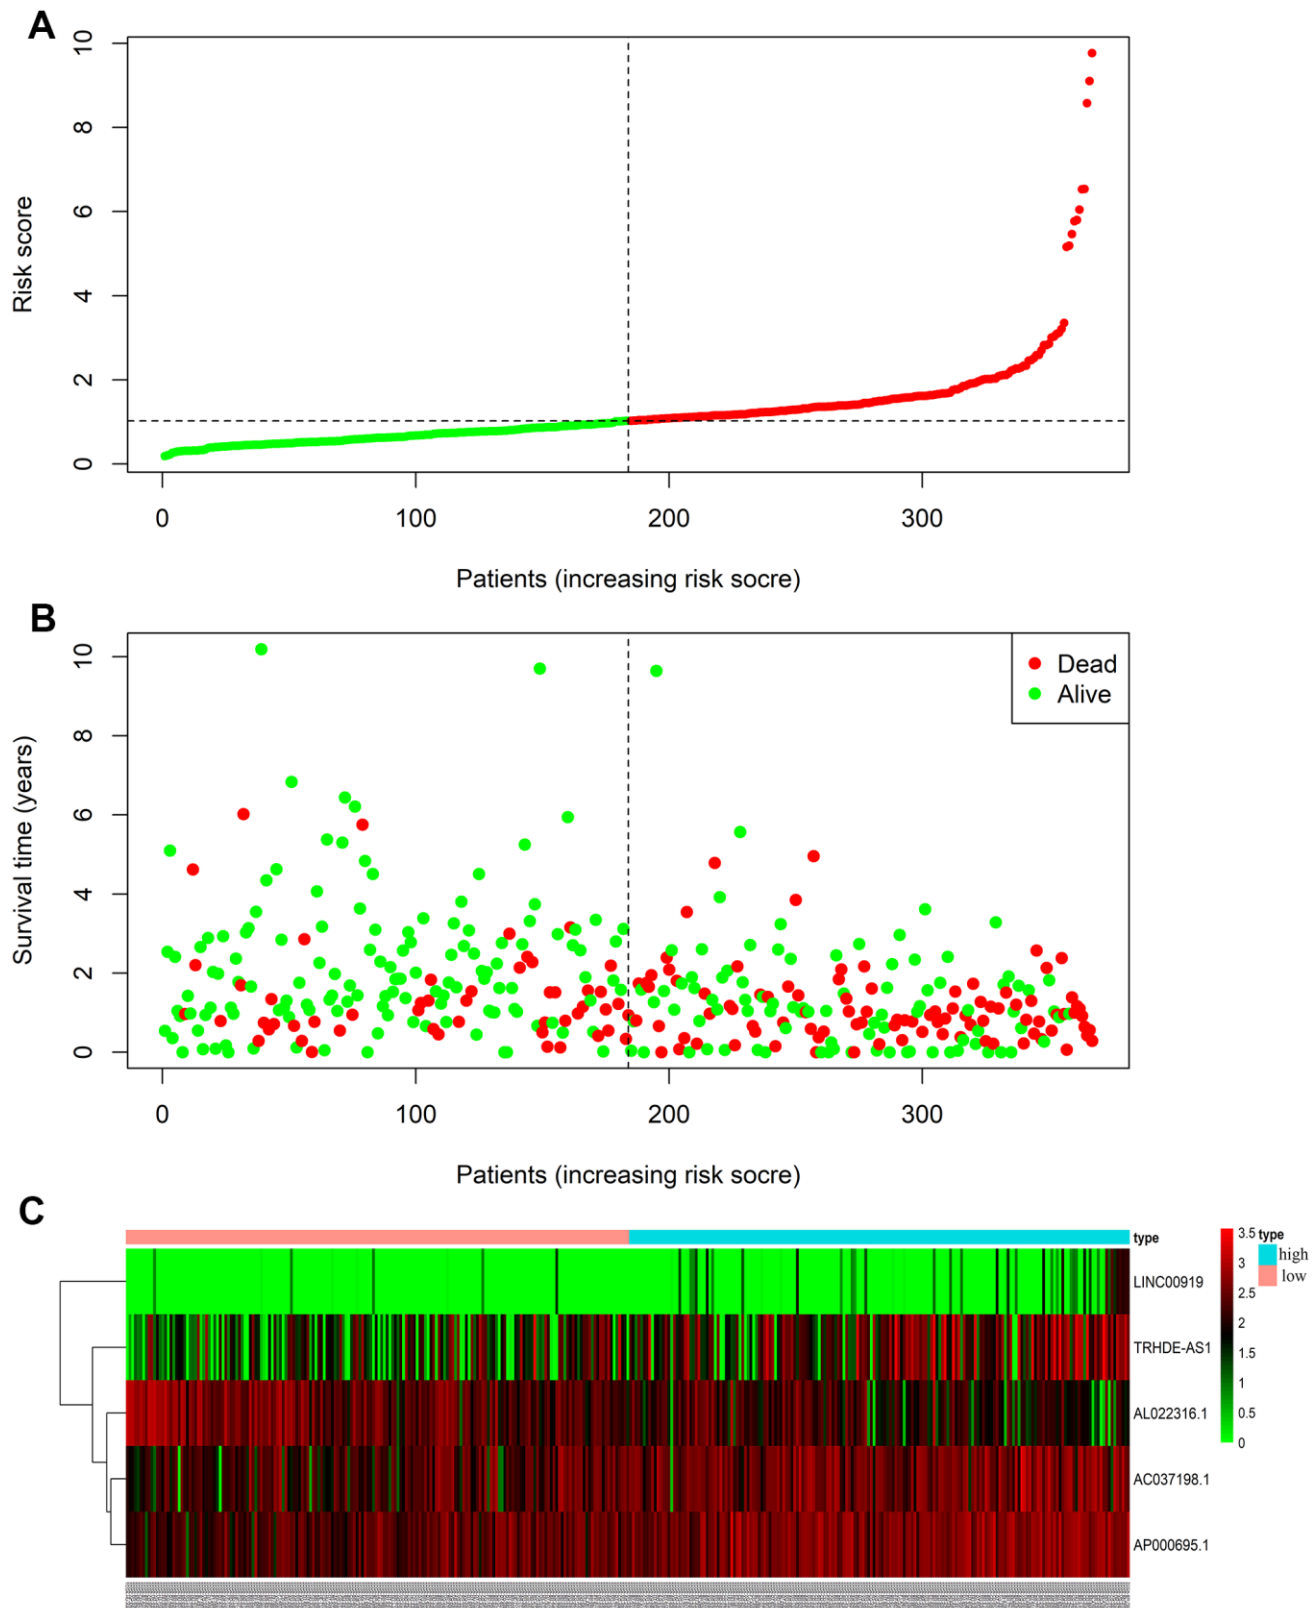 A
10
8
6
4
2
0
Risk score
0 100 200 300
Patients (increasing risk socre)
B
10
8
6
4
2
0
Survival time (years)
Dead
Alive
0 100 200 300
Patients (increasing risk socre)
C
type
LINC00919
TRHDE-AS1
AL022316.1
AC037198.1
AP000695.1
3.5
3
2.5
2
1.5
1
0.5
0
type
high
low